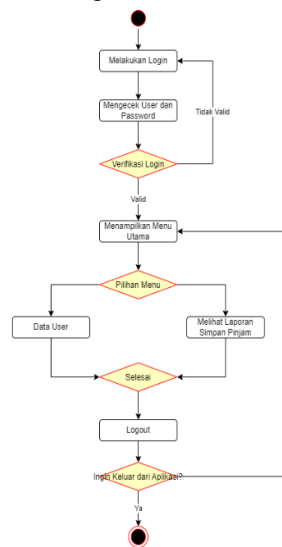 Melakukan Login
Mengecek User dan
Password
Tidak Valid
Verifikasi Login
Valid
Menampilkan Menu
Utama
Pilihan Menu
Data User
Melihat Laporan
Simpan Pinjam
Selesai
Logout
Ingin Keluar dari Aplikasi?
Ya